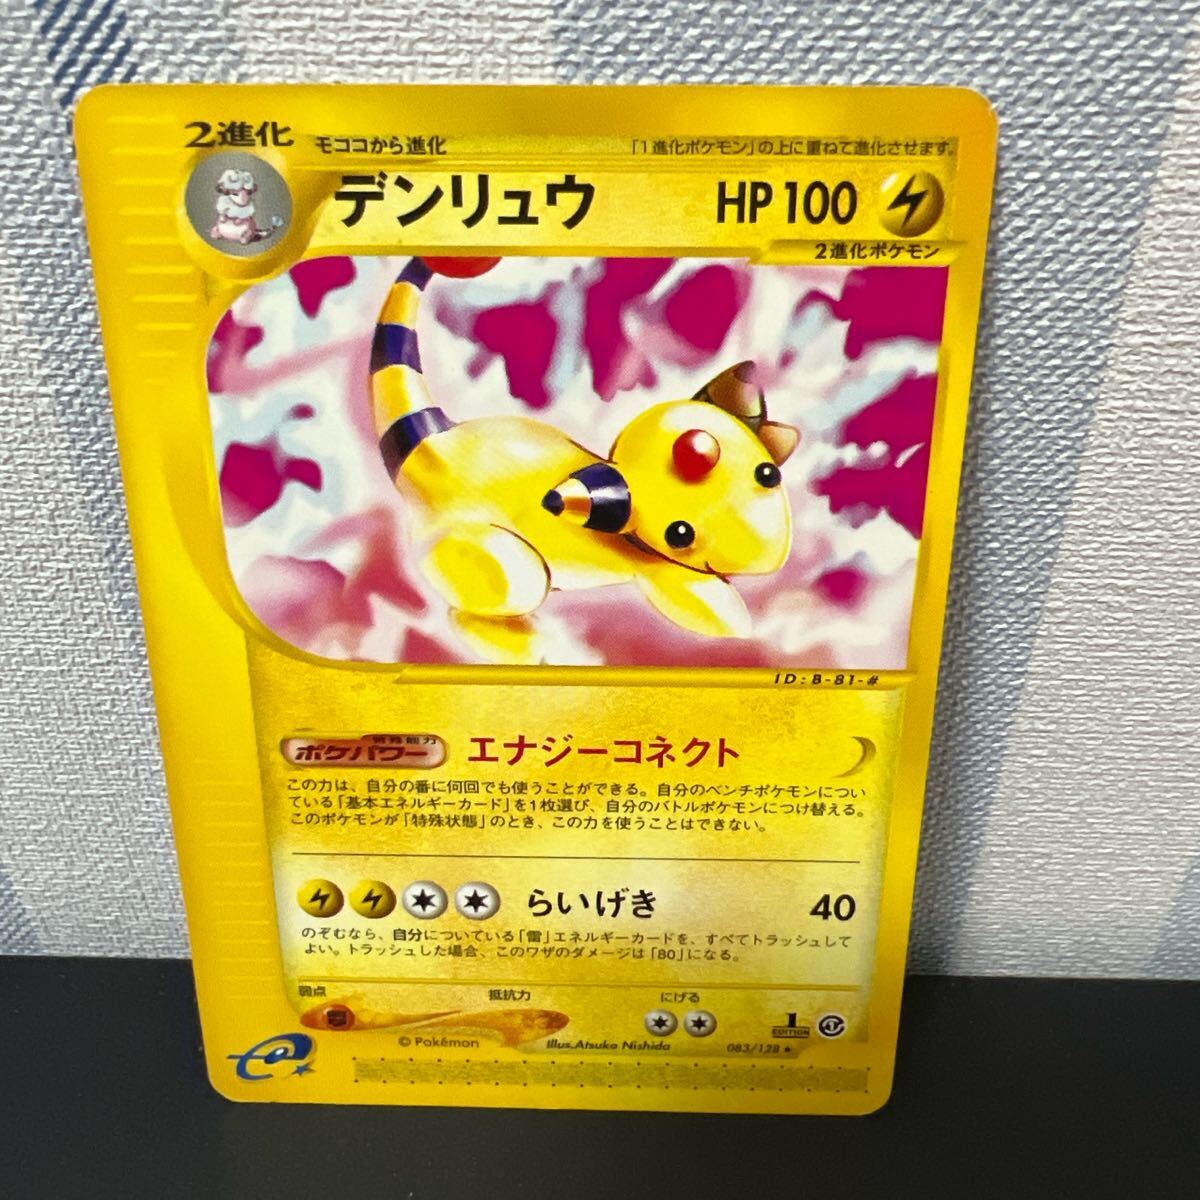 2進化 モココから進化 「1進化ポケモン」の上に重ねて進化させます。
デンリュウ HP100
2進化ポケモン
ID:B-81-#
特殊能力
ポケパワー エナジーコネクト
この力は、自分の番に何回でも使うことができる。自分のベンチポケモンについ
ている「基本エネルギーカード」を1枚選び、自分のバトルポケモンにつけ替える。
このポケモンが「特殊状態」のとき、この力を使うことはできない。
らいげき 40
のぞむなら、自分についている「雷」エネルギーカードを、すべてトラッシュして
よい。トラッシュした場合、このワザのダメージは「80」になる。
弱点 抵抗力 にげる
1 EDITION
© Pokémon Illus.Atsuko Nishida 083/128 ★
e